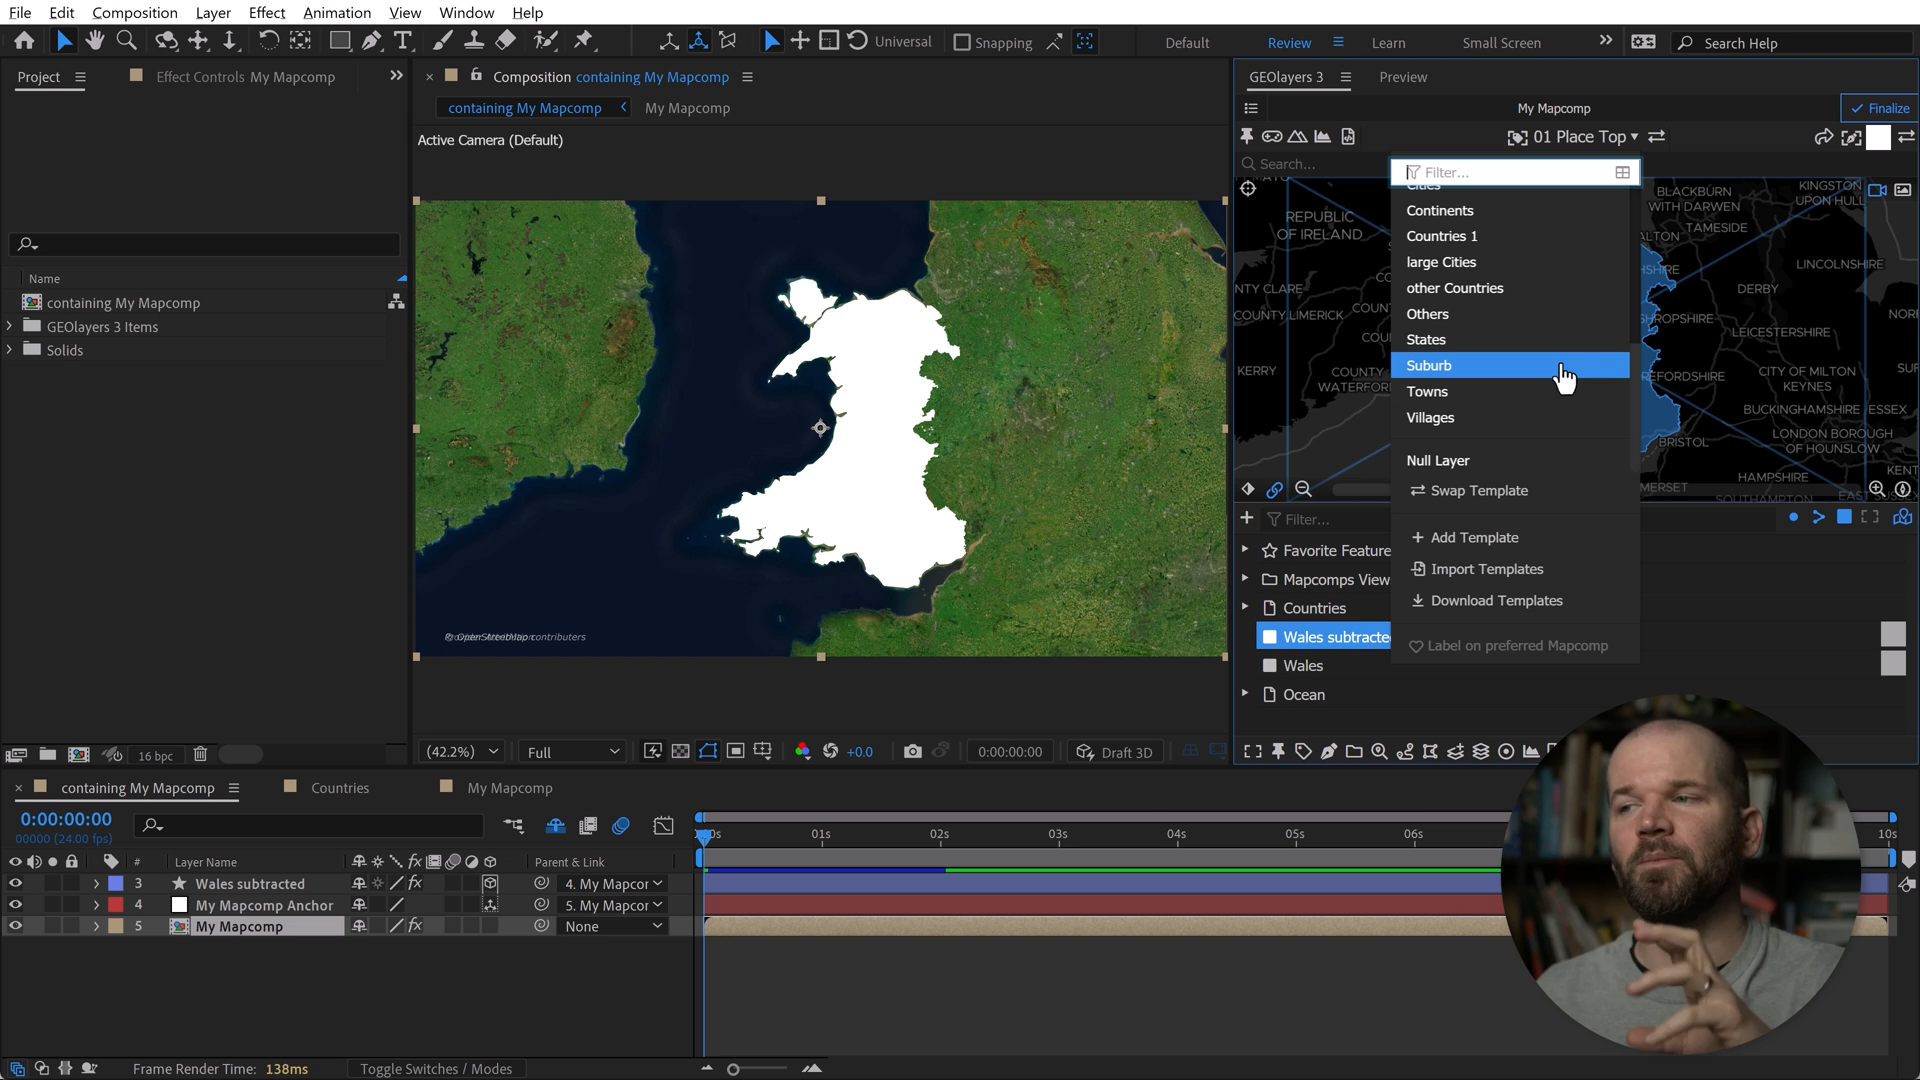 File Edit Composition Layer Effect Animation View Window Help
Universal Snapping Default Review Learn Small Screen Search Help
Project Effect Controls My Mapcomp
Composition containing My Mapcomp
GEOlayers 3 Preview
containing My Mapcomp My Mapcomp
My Mapcomp Finalize
Active Camera (Default)
01 Place Top
Search...
Filter...
Cities
Continents
Countries 1
large Cities
other Countries
Others
States
Suburb
Towns
Villages
Null Layer
Swap Template
Add Template
Import Templates
Download Templates
Label on preferred Mapcomp
REPUBLIC
OF IRELAND
COUNTY LIMERICK
KERRY
COUNTY
WATERFORD
BLACKBURN
WITH DARWEN
KINGSTON
UPON HULL
TAMESIDE
LINCOLNSHIRE
DERBY
LEICESTERSHIRE
CITY OF MILTON
KEYNES
BUCKINGHAMSHIRE ESSEX
LONDON BOROUGH
OF HOUNSLOW
BRISTOL
HAMPSHIRE
Name
containing My Mapcomp
GEOlayers 3 Items
Solids
contributors
Filter...
Favorite Feature
Mapcomps View
Countries
Wales subtracte
Wales
Ocean
16 bpc
(42.2%) Full +0.0 0:00:00:00 Draft 3D
containing My Mapcomp Countries My Mapcomp
0:00:00:00
00000 (24.00 fps)
01s 02s 03s 04s 05s 06s 10s
# Layer Name Parent & Link
3 Wales subtracted 4. My Mapcor
4 My Mapcomp Anchor 5. My Mapcor
5 My Mapcomp None
Frame Render Time: 138ms Toggle Switches / Modes